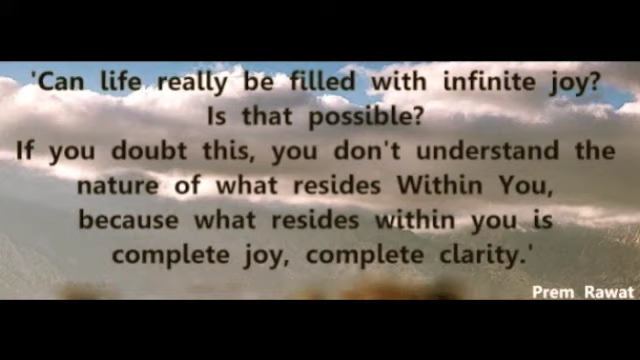 'Can life really be filled with infinite joy?
Is that possible?
If you doubt this, you don't understand the
nature of what resides Within You,
because what resides within you is
complete joy, complete clarity.'
Prem Rawat